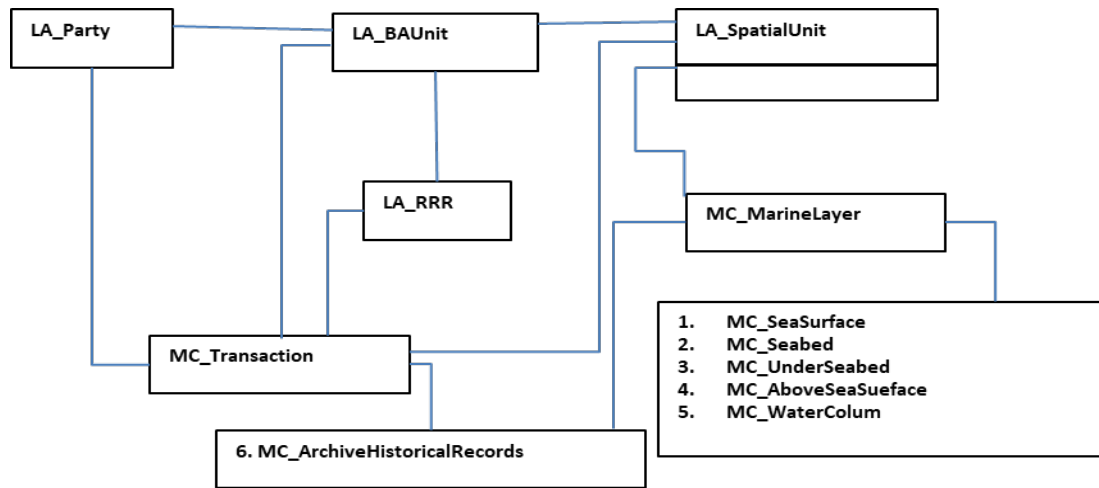 LA_Party
LA_BAUnit
LA_SpatialUnit
LA_RRR
MC_MarineLayer
MC_Transaction
1. MC_SeaSurface
2. MC_Seabed
3. MC_UnderSeabed
4. MC_AboveSeaSueface
5. MC_WaterColum
6. MC_ArchiveHistoricalRecords